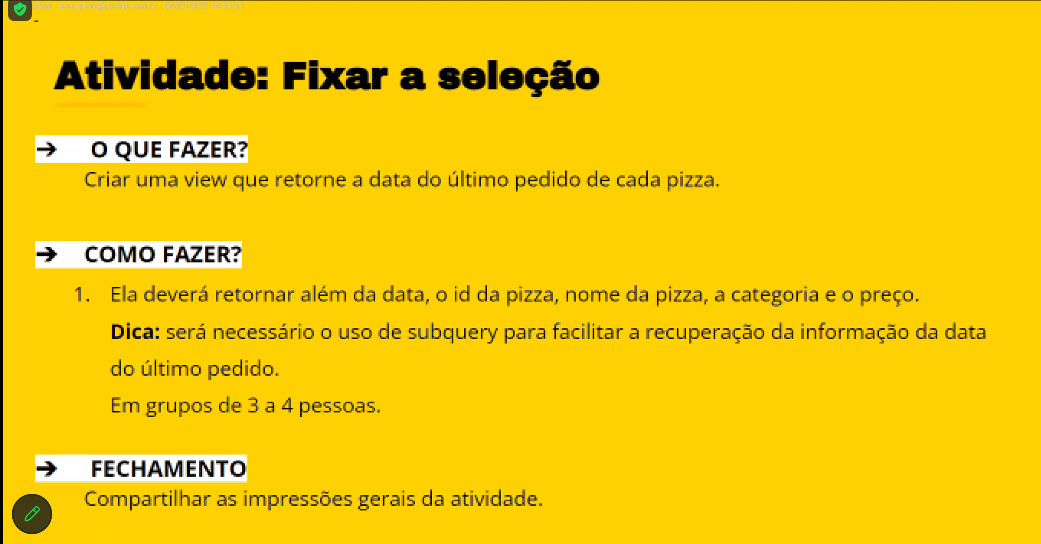 Atividade: Fixar a seleção
→ O QUE FAZER?
Criar uma view que retorne a data do último pedido de cada pizza.
→ COMO FAZER?
1. Ela deverá retornar além da data, o id da pizza, nome da pizza, a categoria e o preço.
Dica: será necessário o uso de subquery para facilitar a recuperação da informação da data
do último pedido.
Em grupos de 3 a 4 pessoas.
→ FECHAMENTO
Compartilhar as impressões gerais da atividade.